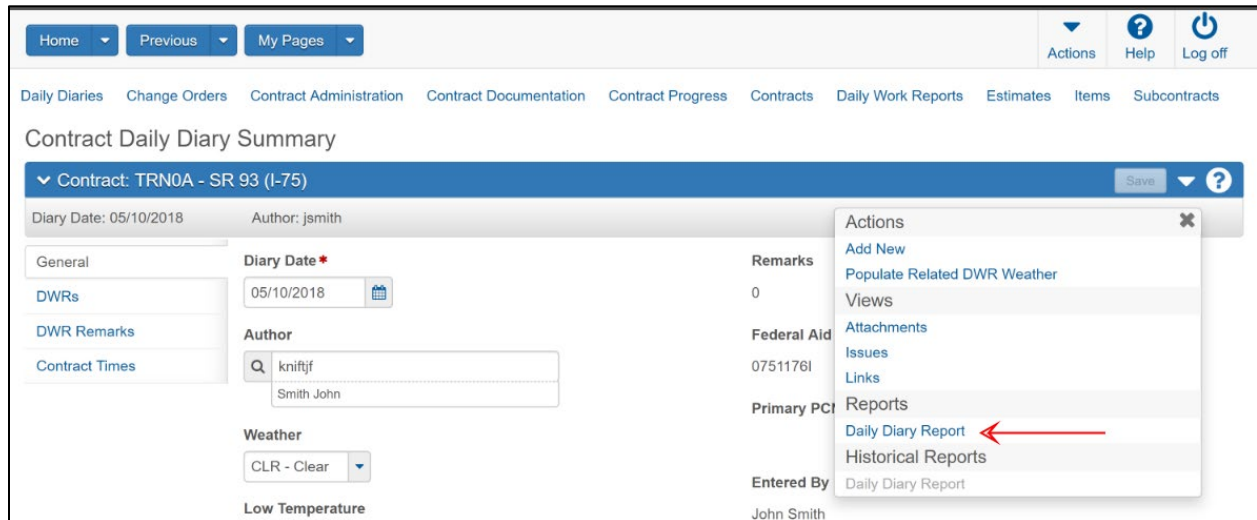 Home Previous My Pages
Actions Help Log off
Daily Diaries Change Orders Contract Administration Contract Documentation Contract Progress Contracts Daily Work Reports Estimates Items Subcontracts
Contract Daily Diary Summary
Contract: TRN0A - SR 93 (I-75) Save ?
Diary Date: 05/10/2018 Author: jsmith
General
DWRs
DWR Remarks
Contract Times
Diary Date*
05/10/2018
Author
kniftjf
Smith John
Weather
CLR - Clear
Low Temperature
Remarks
0
Federal Aid
0751176I
Primary PCN
Entered By
John Smith
Actions
Add New
Populate Related DWR Weather
Views
Attachments
Issues
Links
Reports
Daily Diary Report
Historical Reports
Daily Diary Report